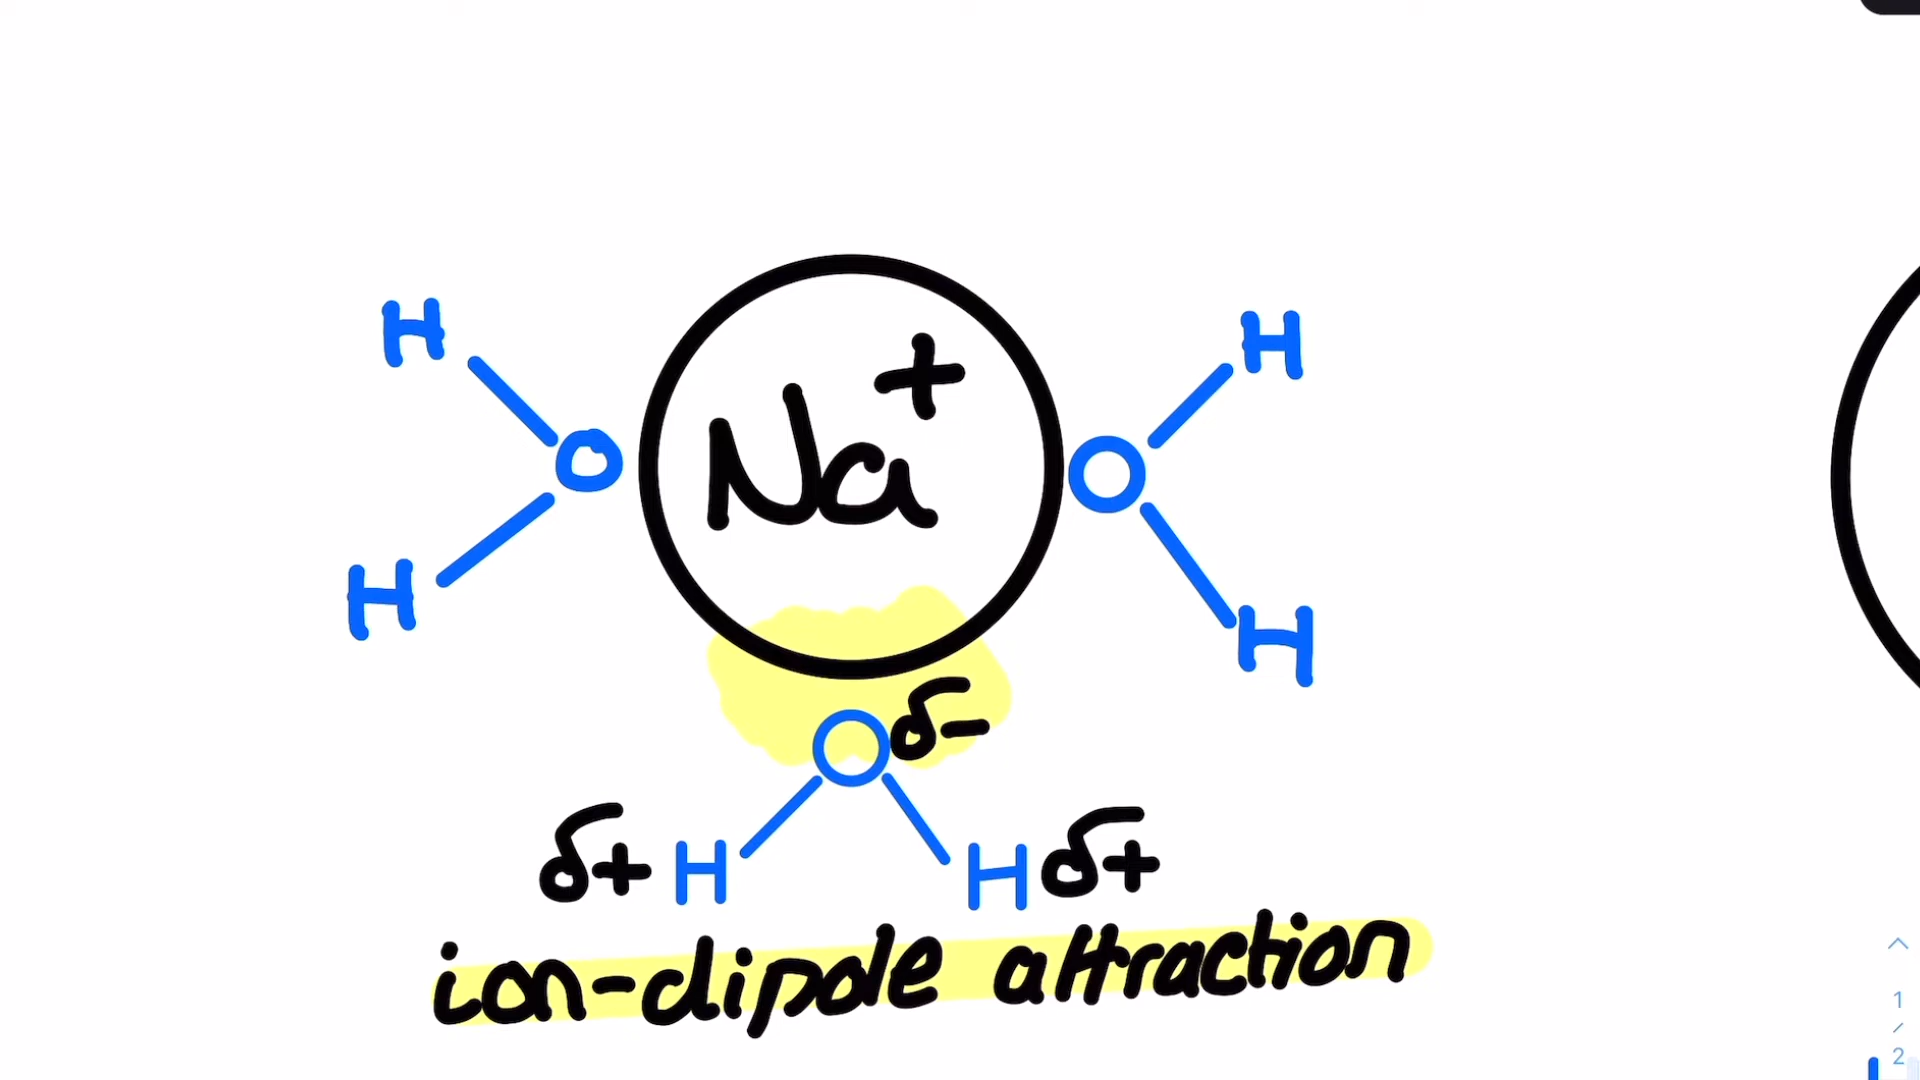 H
H
Na+
O
O
H
H
Oδ-
δ+ H
H δ+
ion-dipole attraction
1
/
2